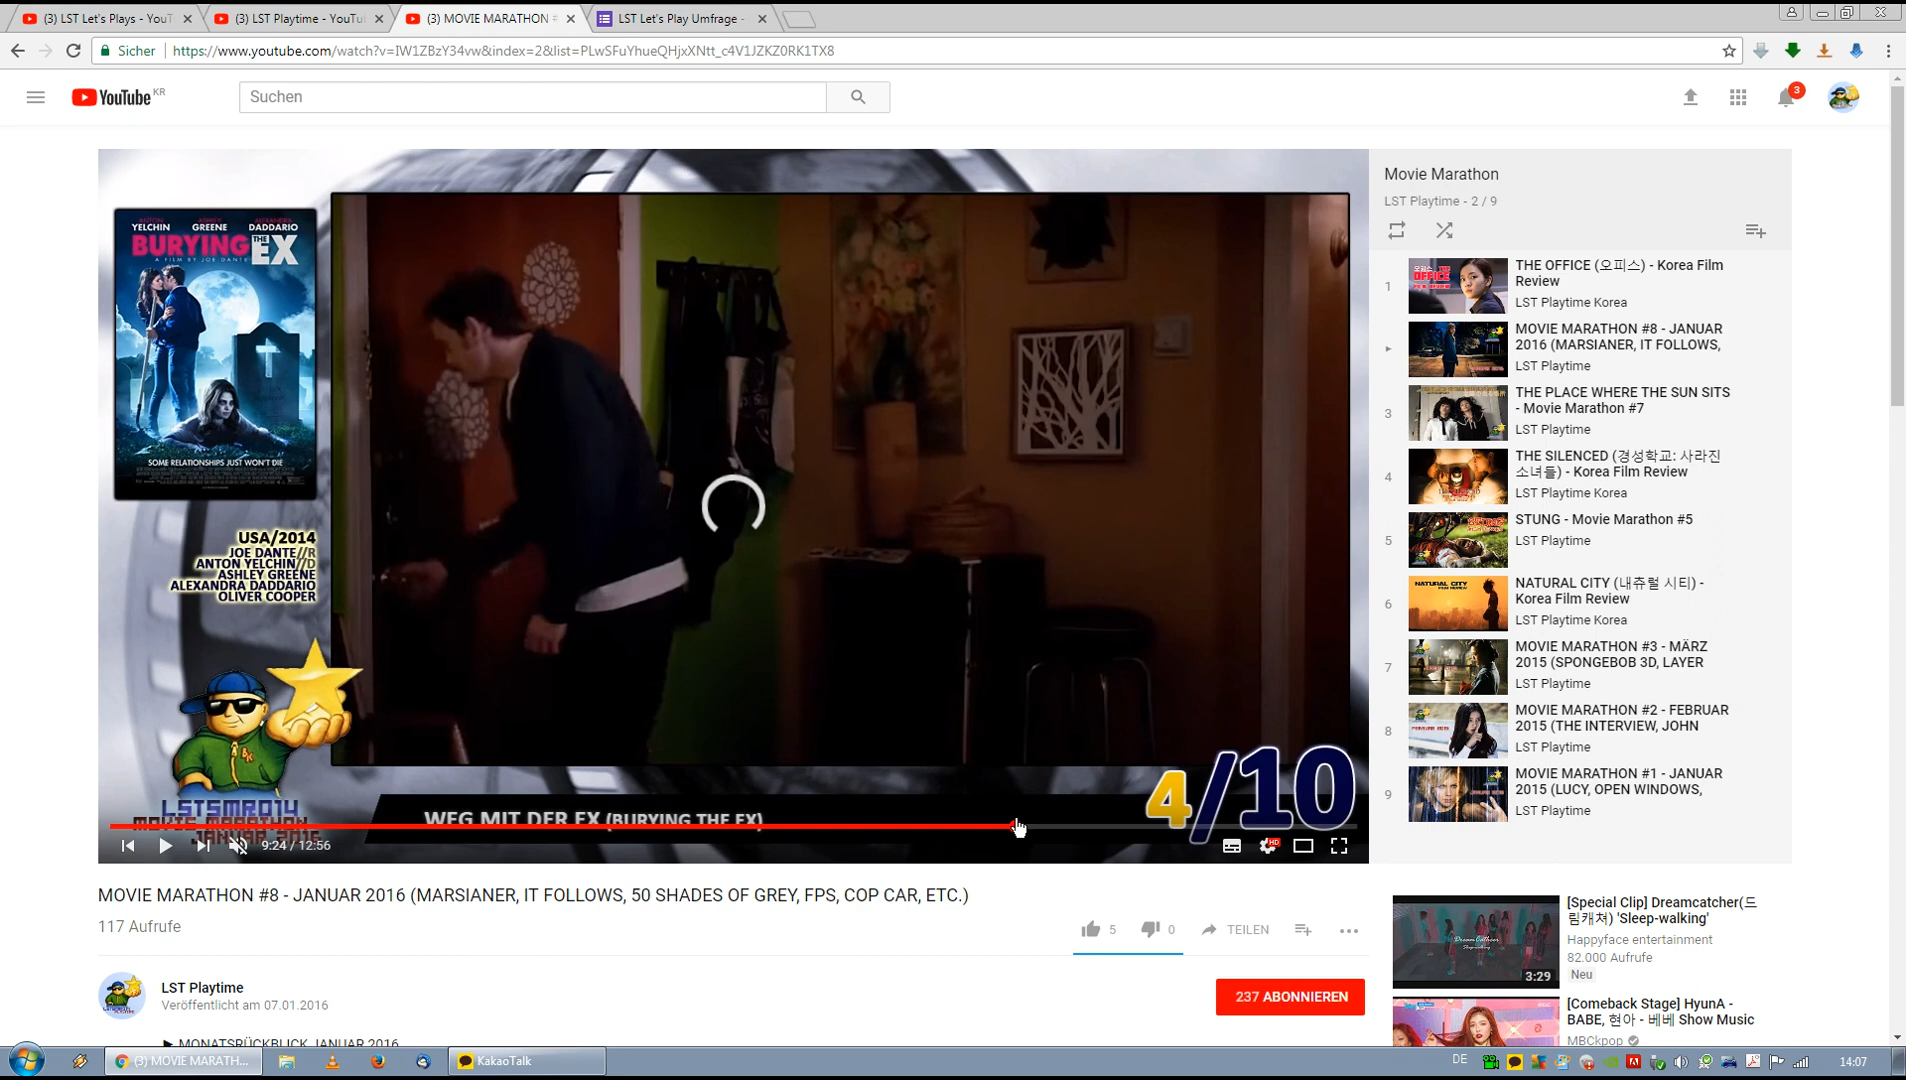 (3) LST Let's Plays - YouT
(3) LST Playtime - YouTu
(3) MOVIE MARATHON #
LST Let's Play Umfrage -
Sicher
https://www.youtube.com/watch?v=IW1ZBzY34vw&index=2&list=PLwSFuYhueQHjxXNtt_c4V1JZKZ0RK1TX8
YouTube KR
Suchen
3
ANTON YELCHIN ASHLEY GREENE ALEXANDRA DADDARIO
BURYING THE EX
A FILM BY JOE DANTE
SOME RELATIONSHIPS JUST WON'T DIE
USA/2014
JOE DANTE//R
ANTON YELCHIN//D
ASHLEY GREENE
ALEXANDRA DADDARIO
OLIVER COOPER
LSTSMR014
MOVIE MARATHON
JANUAR 2016
WEG MIT DER EX (BURYING THE EX)
4/10
9:24 / 12:56
HD
Movie Marathon
LST Playtime - 2 / 9
1
THE OFFICE (오피스) - Korea Film
Review
LST Playtime Korea
MOVIE MARATHON #8 - JANUAR
2016 (MARSIANER, IT FOLLOWS,
LST Playtime
3
THE PLACE WHERE THE SUN SITS
- Movie Marathon #7
LST Playtime
4
THE SILENCED (경성학교: 사라진
소녀들) - Korea Film Review
LST Playtime Korea
5
STUNG - Movie Marathon #5
LST Playtime
6
NATURAL CITY
NATURAL CITY (내츄럴 시티) -
Korea Film Review
LST Playtime Korea
7
MOVIE MARATHON #3 - MÄRZ
2015 (SPONGEBOB 3D, LAYER
LST Playtime
8
MOVIE MARATHON #2 - FEBRUAR
2015 (THE INTERVIEW, JOHN
LST Playtime
9
MOVIE MARATHON #1 - JANUAR
2015 (LUCY, OPEN WINDOWS,
LST Playtime
MOVIE MARATHON #8 - JANUAR 2016 (MARSIANER, IT FOLLOWS, 50 SHADES OF GREY, FPS, COP CAR, ETC.)
117 Aufrufe
5
0
TEILEN
LST Playtime
Veröffentlicht am 07.01.2016
237 ABONNIEREN
► MONATSRÜCKBLICK JANUAR 2016
3:29
[Special Clip] Dreamcatcher(드
림캐쳐) 'Sleep-walking'
Happyface entertainment
82.000 Aufrufe
Neu
[Comeback Stage] HyunA -
BABE, 현아 - 베베 Show Music
MBCkpop
(3) MOVIE MARATH...
KakaoTalk
DE
14:07